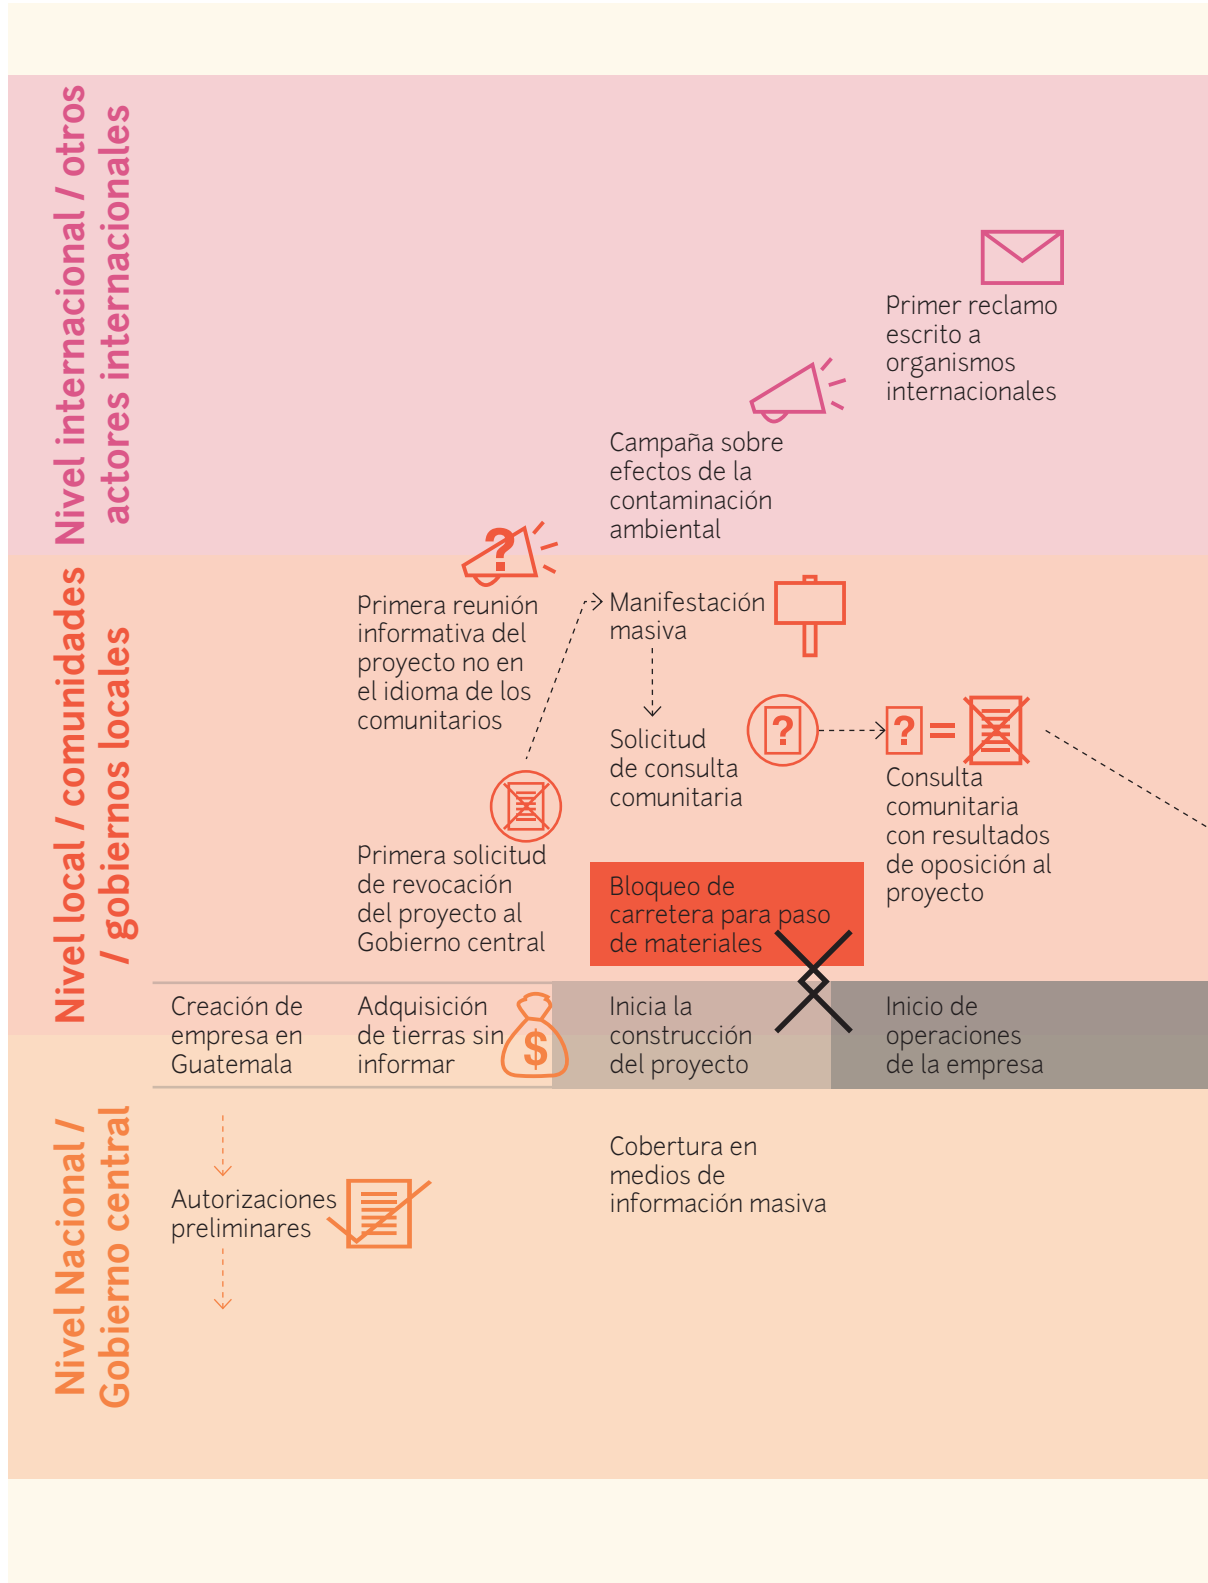 Nivel internacional / otros
actores internacionales
Primer reclamo
escrito a
organismos
internacionales
Campaña sobre
efectos de la
contaminación
ambiental
Nivel local / comunidades
/ gobiernos locales
?
Primera reunión
informativa del
proyecto no en
el idioma de los
comunitarios
Manifestación
masiva
Solicitud
de consulta
comunitaria
?
? =
Consulta
comunitaria
con resultados
de oposición al
proyecto
Primera solicitud
de revocación
del proyecto al
Gobierno central
Bloqueo de
carretera para paso
de materiales
Creación de
empresa en
Guatemala
Adquisición
de tierras sin
informar
$
Inicia la
construcción
del proyecto
Inicio de
operaciones
de la empresa
Nivel Nacional /
Gobierno central
Autorizaciones
preliminares
Cobertura en
medios de
información masiva